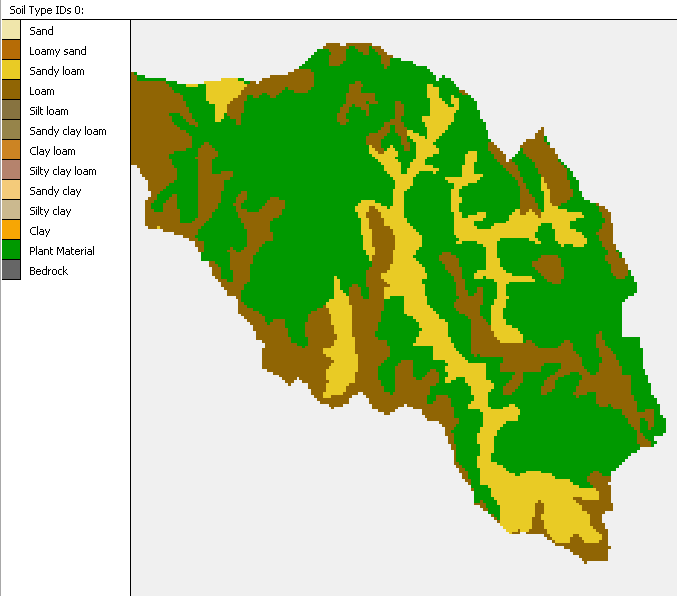 Soil Type IDs 0:
Sand
Loamy sand
Sandy loam
Loam
Silt loam
Sandy clay loam
Clay loam
Silty clay loam
Sandy clay
Silty clay
Clay
Plant Material
Bedrock